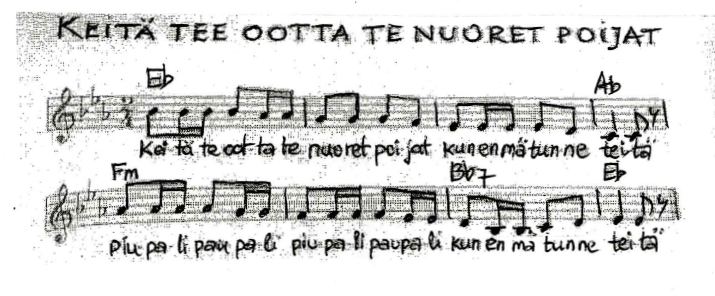 KEITÄ TEE OOTTA TE NUORET POIJAT
Eb Ab
Kei tä te oot ta te nuoret poi jat kun en mä tun ne tei tä
Fm Bb7 Eb
piu pa li pau pa li piu pa li pau pa li kun en mä tun ne tei tä